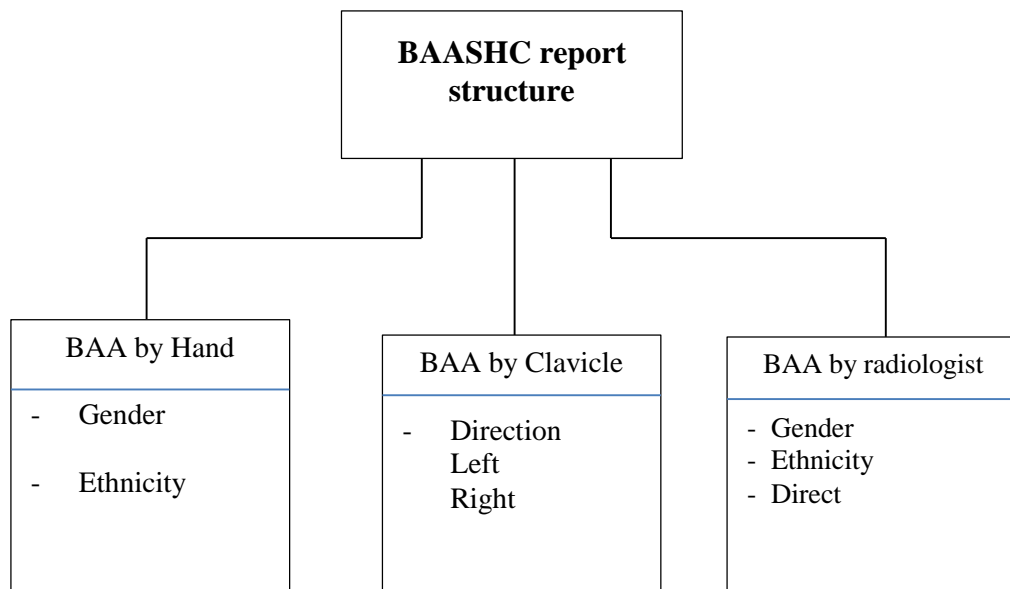 BAASHC report
structure
BAA by Hand
- Gender
- Ethnicity
BAA by Clavicle
- Direction
Left
Right
BAA by radiologist
- Gender
- Ethnicity
- Direct